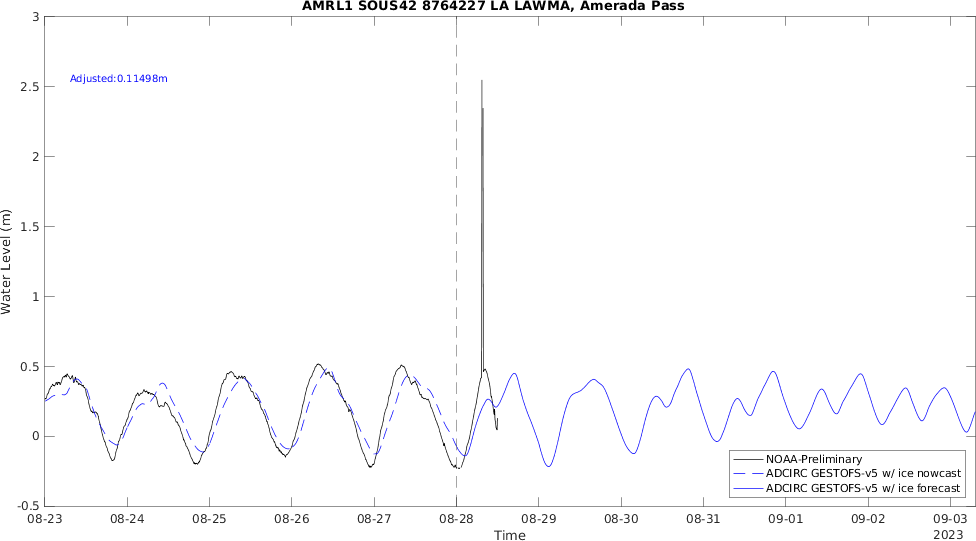 AMRL1 SOUS42 8764227 LA LAWMA, Amerada Pass
3
2.5
2
1.5
1
0.5
0
-0.5
Water Level (m)
Adjusted:0.11498m
NOAA-Preliminary
ADCIRC GESTOFS-v5 w/ ice nowcast
ADCIRC GESTOFS-v5 w/ ice forecast
08-23 08-24 08-25 08-26 08-27 08-28 08-29 08-30 08-31 09-01 09-02 09-03
Time
2023